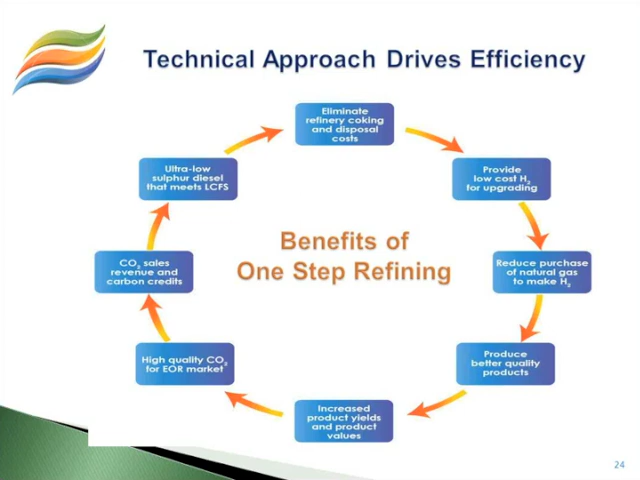 Technical Approach Drives Efficiency
Eliminate
refinery coking
and disposal
costs
Provide
low cost H₂
for upgrading
Reduce purchase
of natural gas
to make H₂
Produce
better quality
products
Increased
product yields
and product
values
High quality CO₂
for EOR market
CO₂ sales
revenue and
carbon credits
Ultra-low
sulphur diesel
that meets LCFS
Benefits of
One Step Refining
24